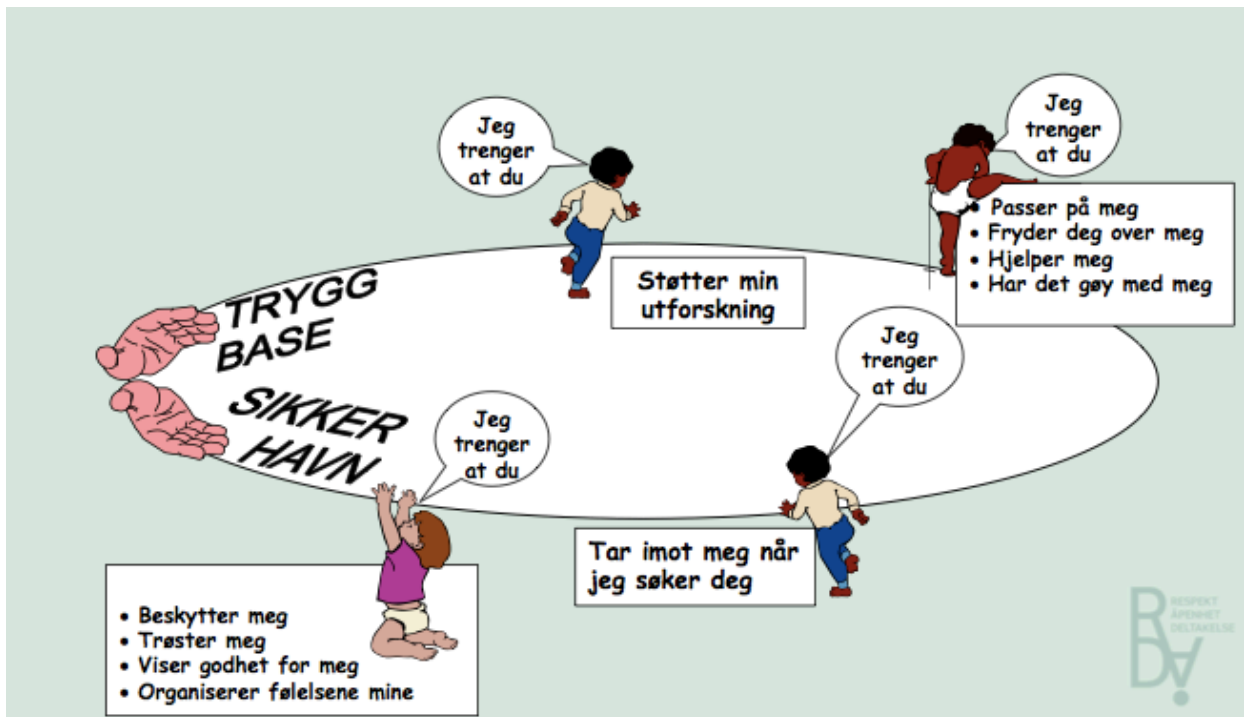 Jeg
trenger
at du
Jeg
trenger
at du
• Passer på meg
• Fryder deg over meg
• Hjelper meg
• Har det gøy med meg
Støtter min
utforskning
TRYGG
BASE
SIKKER
HAVN
Jeg
trenger
at du
Jeg
trenger
at du
Tar imot meg når
jeg søker deg
• Beskytter meg
• Trøster meg
• Viser godhet for meg
• Organiserer følelsene mine
RDA!
RESPEKT
ÅPENHET
DELTAKELSE